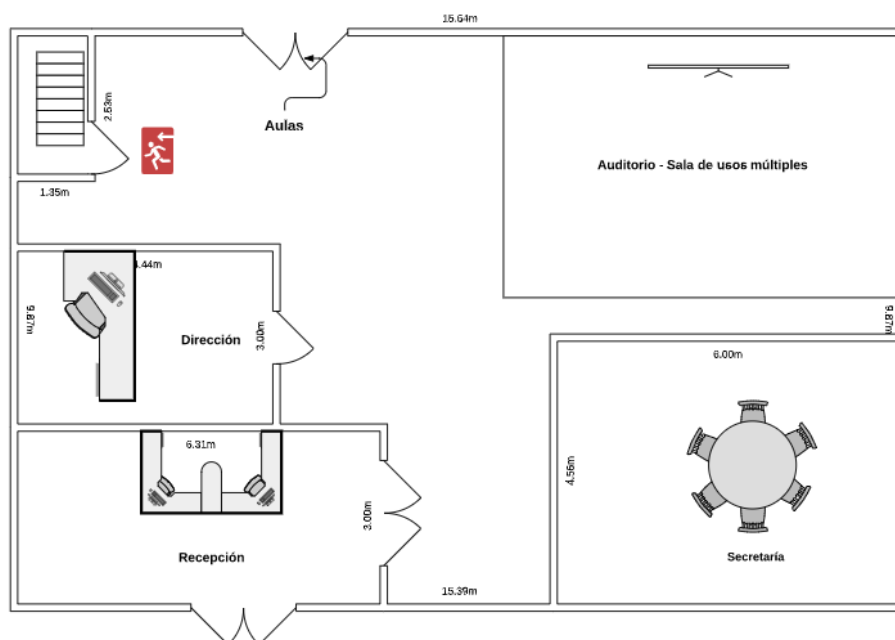 15.64m
2.53m
Aulas
Auditorio - Sala de usos múltiples
1.35m
4.44m
9.87m
9.87m
Dirección
3.00m
6.00m
6.31m
4.56m
3.00m
Recepción
Secretaría
15.39m